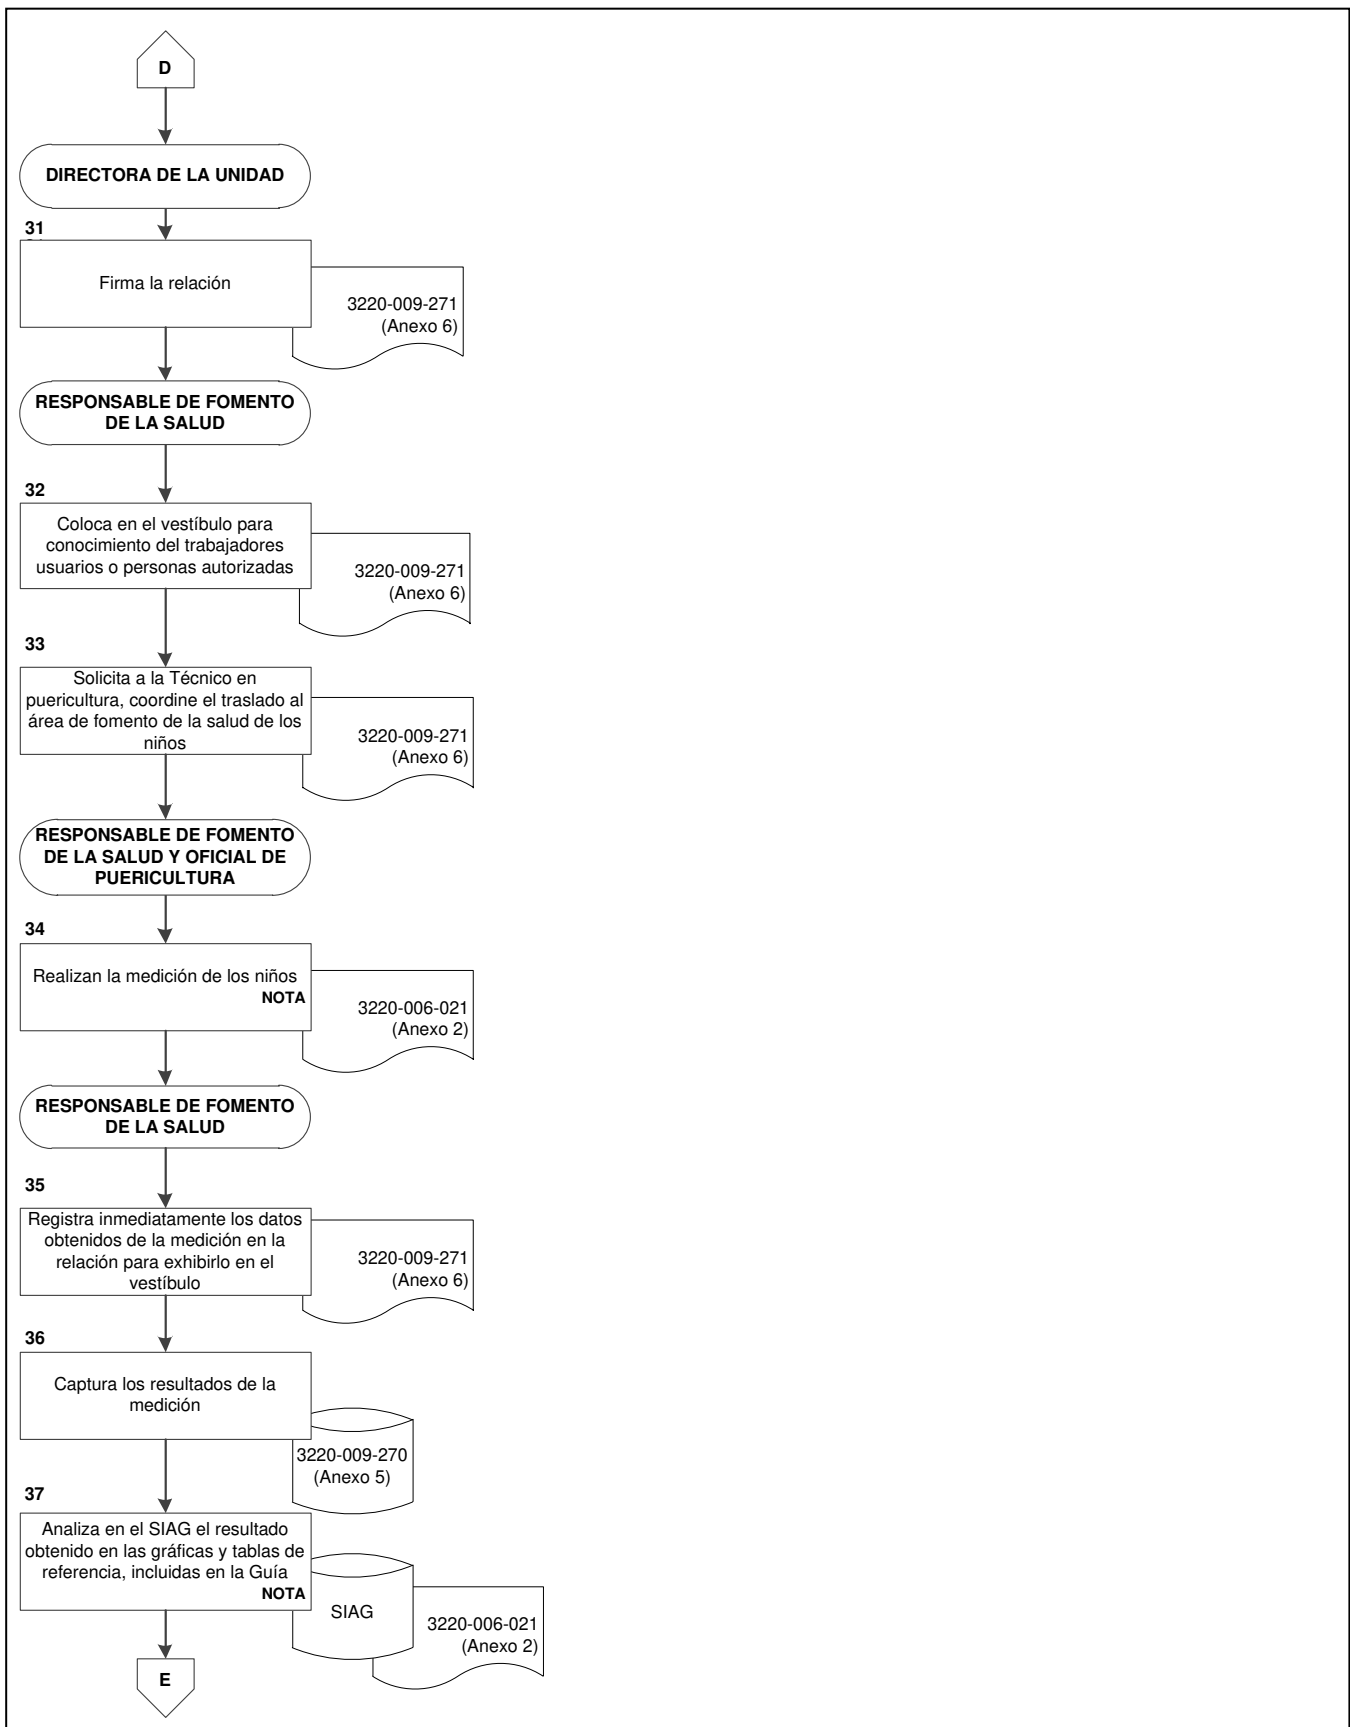 D
DIRECTORA DE LA UNIDAD
31
Firma la relación
3220-009-271
(Anexo 6)
RESPONSABLE DE FOMENTO
DE LA SALUD
32
Coloca en el vestíbulo para
conocimiento del trabajadores
usuarios o personas autorizadas
3220-009-271
(Anexo 6)
33
Solicita a la Técnico en
puericultura, coordine el traslado al
área de fomento de la salud de los
niños
3220-009-271
(Anexo 6)
RESPONSABLE DE FOMENTO
DE LA SALUD Y OFICIAL DE
PUERICULTURA
34
Realizan la medición de los niños
NOTA
3220-006-021
(Anexo 2)
RESPONSABLE DE FOMENTO
DE LA SALUD
35
Registra inmediatamente los datos
obtenidos de la medición en la
relación para exhibirlo en el
vestíbulo
3220-009-271
(Anexo 6)
36
Captura los resultados de la
medición
3220-009-270
(Anexo 5)
37
Analiza en el SIAG el resultado
obtenido en las gráficas y tablas de
referencia, incluidas en la Guía
NOTA
SIAG
3220-006-021
(Anexo 2)
E